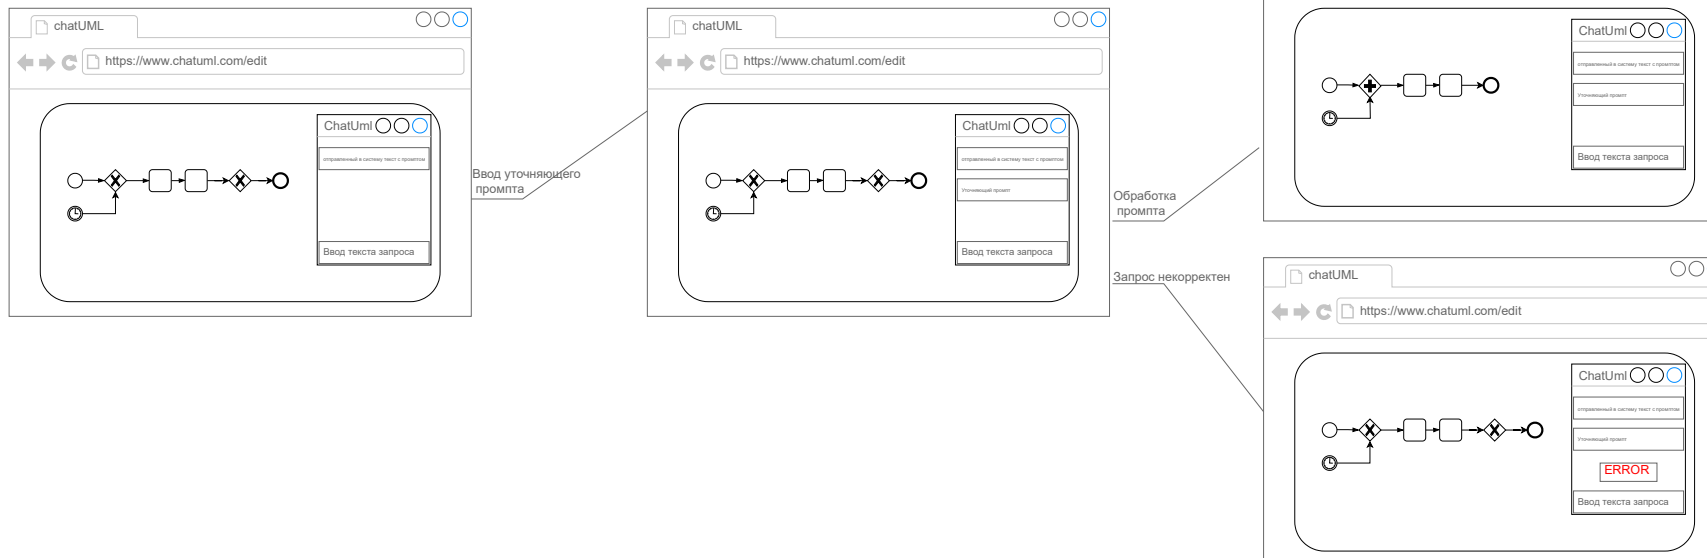 chatUML
https://www.chatuml.com/edit
ChatUml
отправленный в систему текст с промптом
Ввод текста запроса
Ввод уточняющего
промпта
chatUML
https://www.chatuml.com/edit
ChatUml
отправленный в систему текст с промптом
Уточняющий промпт
Ввод текста запроса
Обработка
промпта
Запрос некорректен
ChatUml
отправленный в систему текст с промптом
Уточняющий промпт
Ввод текста запроса
chatUML
https://www.chatuml.com/edit
ChatUml
отправленный в систему текст с промптом
Уточняющий промпт
ERROR
Ввод текста запроса